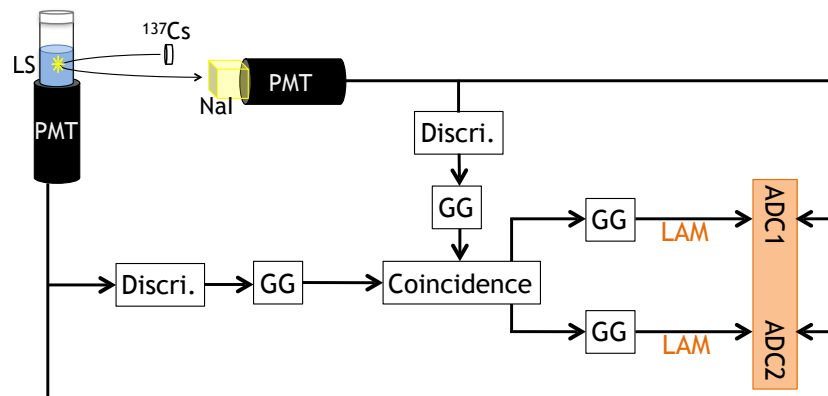 ¹³⁷Cs
LS
PMT
NaI
PMT
Discri.
GG
GG
LAM
ADC1
Discri.
GG
Coincidence
GG
LAM
ADC2